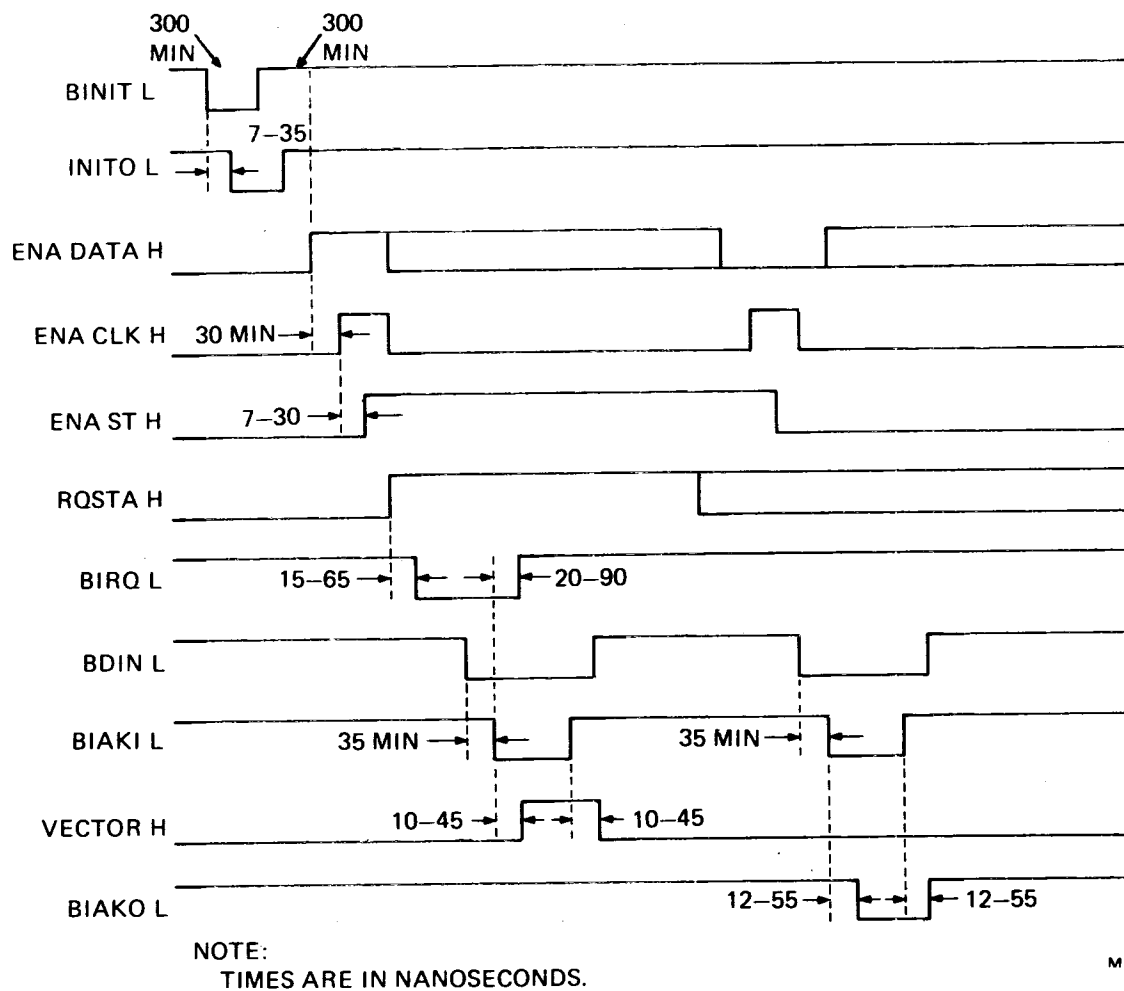 300 300
MIN MIN
BINIT L
7–35
INITO L
ENA DATA H
ENA CLK H 30 MIN
ENA ST H 7–30
RQSTA H
BIRQ L 15–65 20–90
BDIN L
BIAKI L 35 MIN 35 MIN
VECTOR H 10–45 10–45
BIAKO L 12–55 12–55
NOTE:
TIMES ARE IN NANOSECONDS.
M